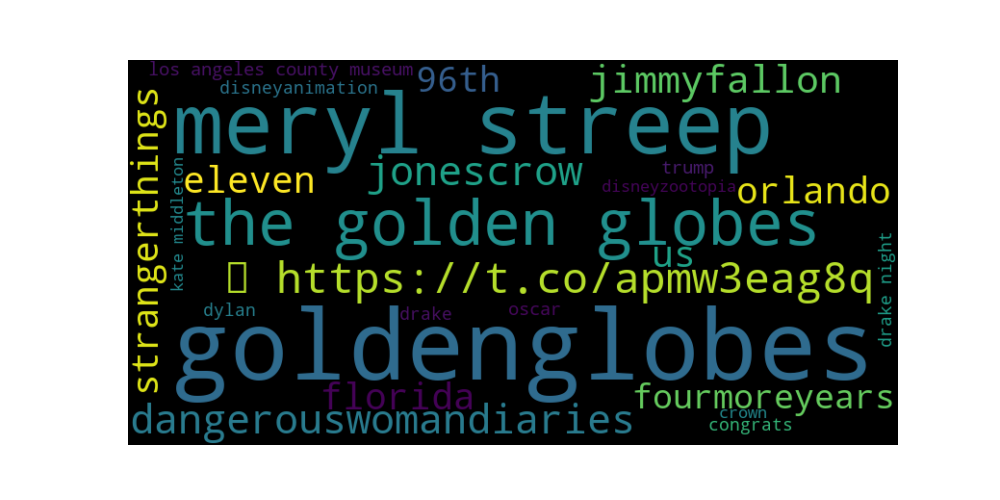 los angeles county museum
96th
jimmyfallon
disneyanimation
meryl streep
strangerthings
jonescrow
trump
kate middleton
eleven
disneyzootopia
orlando
the golden globes
us
drake night
https://t.co/apmw3eag8q
dylan
drake
oscar
goldenglobes
florida
fourmoreyears
dangerouswomandiaries
crown
congrats